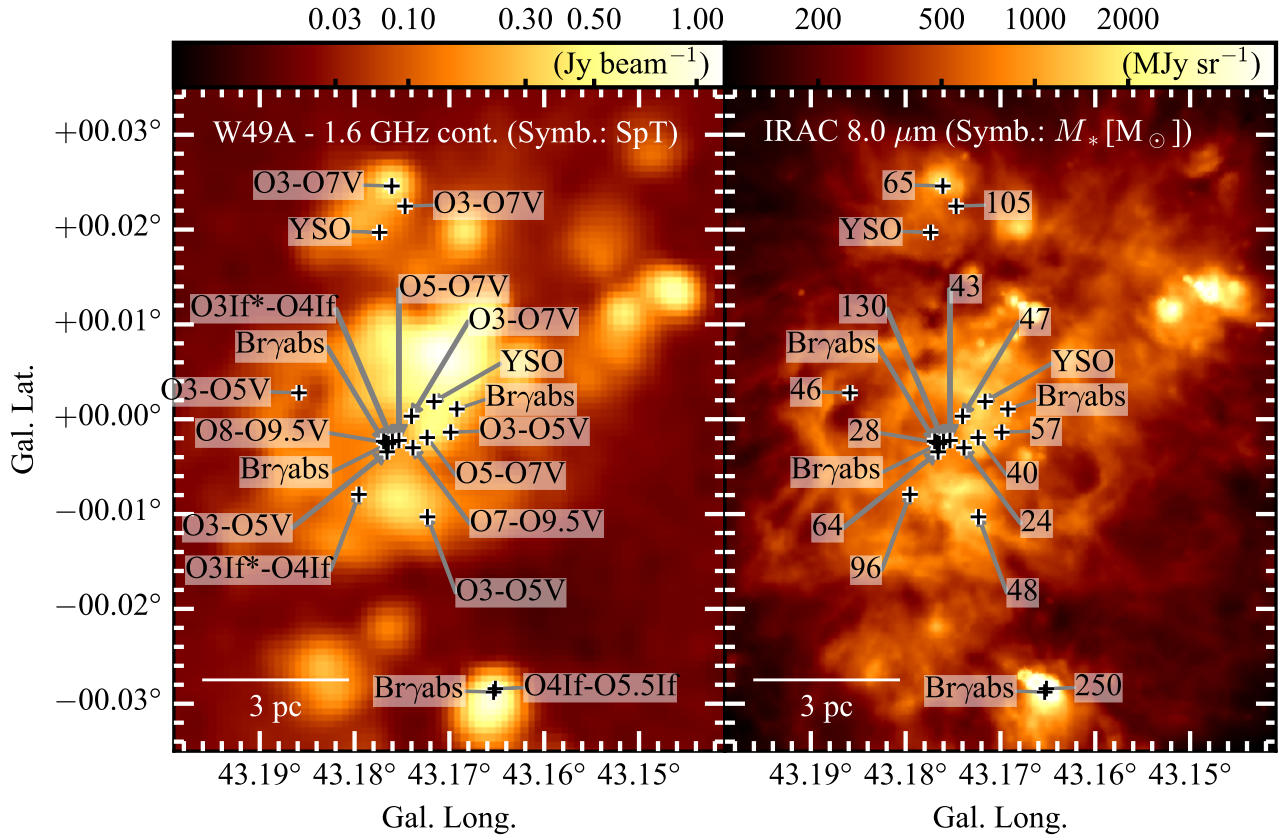 0.03 0.10 0.30 0.50 1.00
200 500 1000 2000
(Jy beam⁻¹)
(MJy sr⁻¹)
W49A - 1.6 GHz cont. (Symb.: SpT)
+00.03°
+00.02°
+00.01°
+00.00°
−00.01°
−00.02°
−00.03°
Gal. Lat.
O3-O7V
O3-O7V
YSO
O5-O7V
O3If*-O4If
O3-O7V
Brγabs
YSO
O3-O5V
Brγabs
O8-O9.5V
O3-O5V
Brγabs
O5-O7V
O3-O5V
O7-O9.5V
O3If*-O4If
O3-O5V
Brγabs
O4If-O5.5If
3 pc
43.19° 43.18° 43.17° 43.16° 43.15°
Gal. Long.
IRAC 8.0 μm (Symb.: M* [M⊙])
65
105
YSO
43
130
47
Brγabs
YSO
46
Brγabs
28
57
Brγabs
40
64
24
96
48
Brγabs
250
3 pc
43.19° 43.18° 43.17° 43.16° 43.15°
Gal. Long.